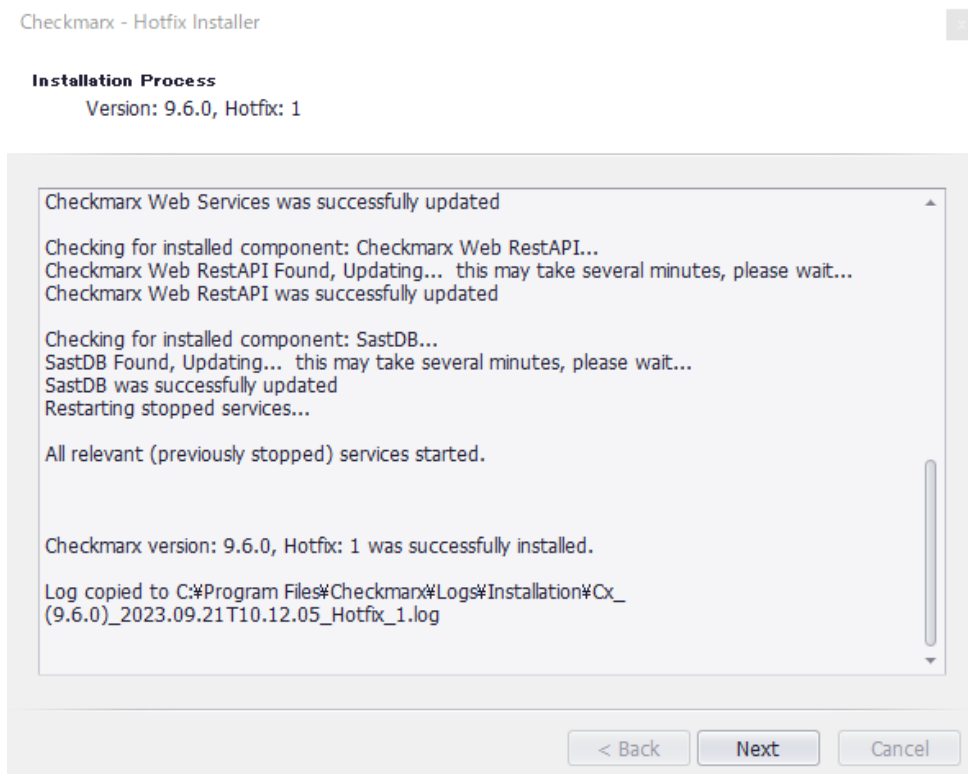 Checkmarx - Hotfix Installer
Installation Process
Version: 9.6.0, Hotfix: 1
Checkmarx Web Services was successfully updated
Checking for installed component: Checkmarx Web RestAPI...
Checkmarx Web RestAPI Found, Updating... this may take several minutes, please wait...
Checkmarx Web RestAPI was successfully updated
Checking for installed component: SastDB...
SastDB Found, Updating... this may take several minutes, please wait...
SastDB was successfully updated
Restarting stopped services...
All relevant (previously stopped) services started.
Checkmarx version: 9.6.0, Hotfix: 1 was successfully installed.
Log copied to C:¥Program Files¥Checkmarx¥Logs¥Installation¥Cx_
(9.6.0)_2023.09.21T10.12.05_Hotfix_1.log
< Back
Next
Cancel